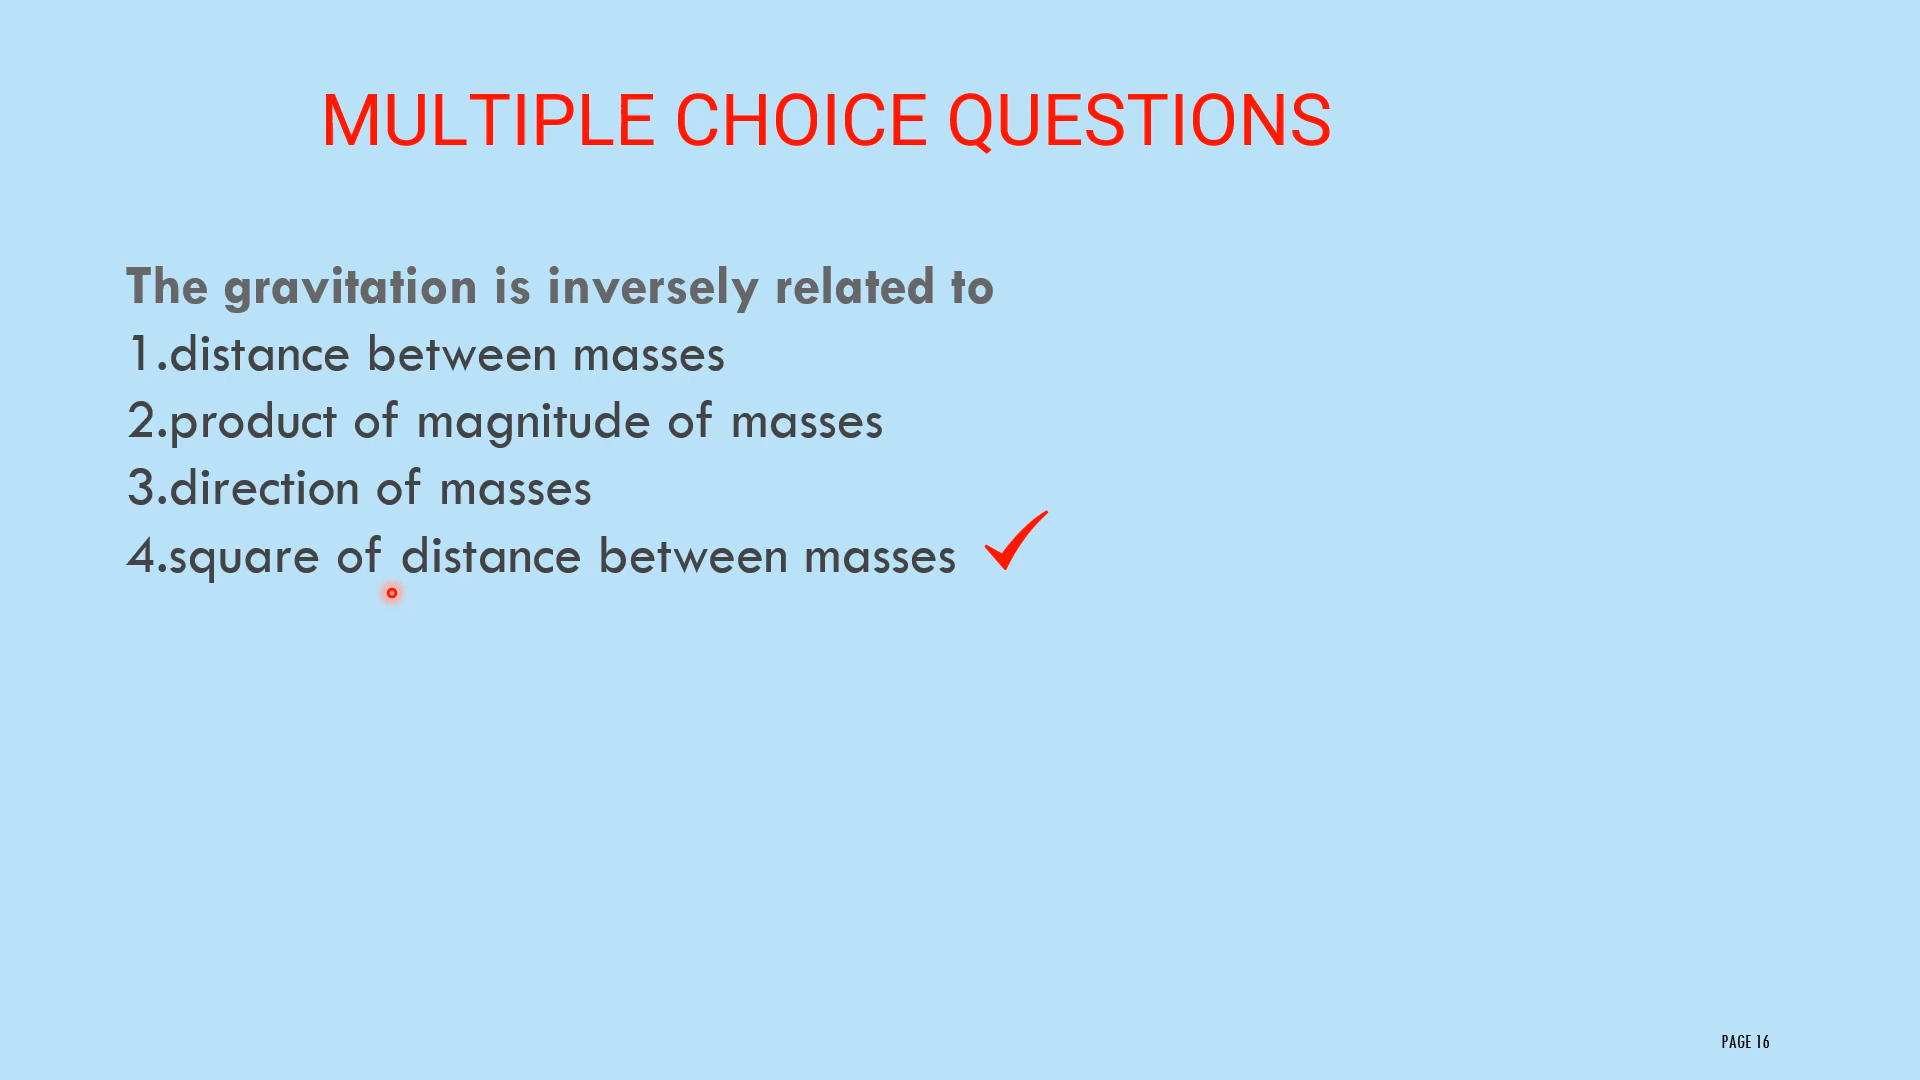 MULTIPLE CHOICE QUESTIONS
The gravitation is inversely related to
1.distance between masses
2.product of magnitude of masses
3.direction of masses
4.square of distance between masses
PAGE 16